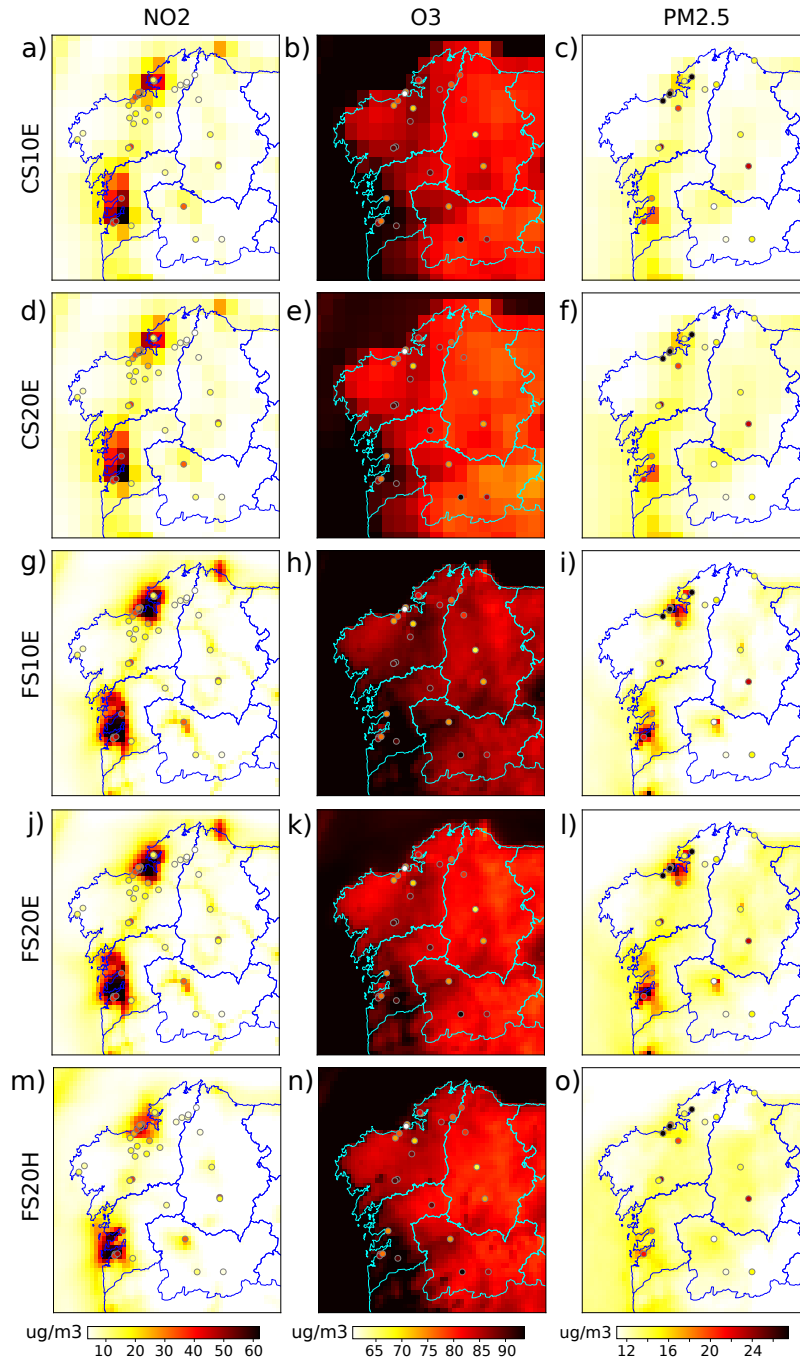 NO2 O3 PM2.5
a) b) c)
CS10E
d) e) f)
CS20E
g) h) i)
FS10E
j) k) l)
FS20E
m) n) o)
FS20H
ug/m3 10 20 30 40 50 60 ug/m3 65 70 75 80 85 90 ug/m3 12 16 20 24